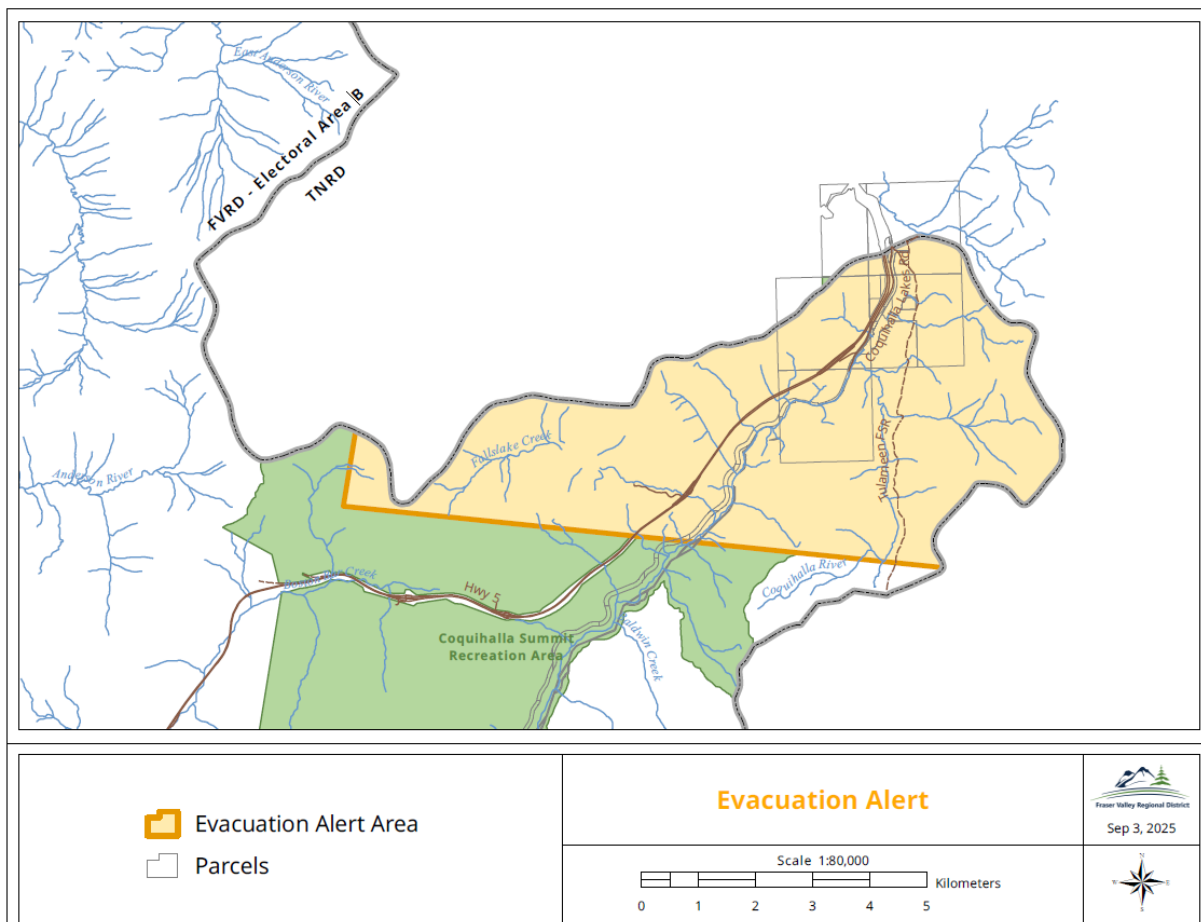 East Anderson River
FVRD - Electoral Area B
TNRD
Coquihalla Lakes Rd
Fallslake Creek
Tulameen FSR
Anderson River
Coquihalla River
Hwy 5
Coquihalla Summit
Recreation Area
Baldwin Creek
Evacuation Alert Area
Parcels
Evacuation Alert
Scale 1:80,000
Kilometers
0 1 2 3 4 5
Fraser Valley Regional District
Sep 3, 2025
N
W E
S